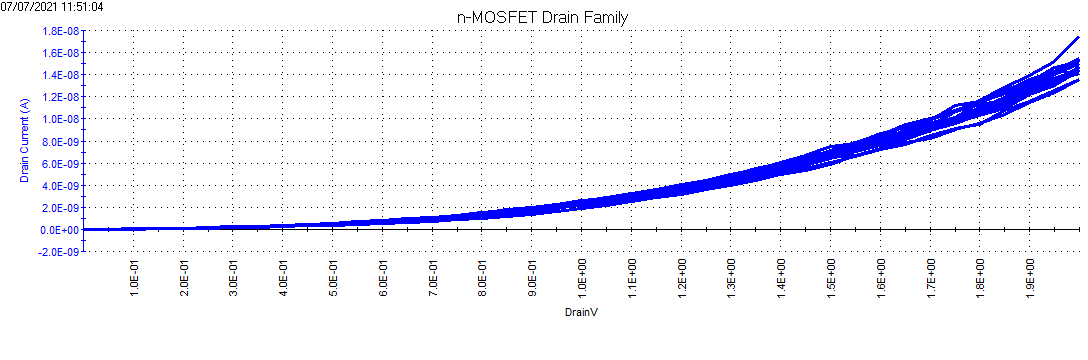 07/07/2021 11:51:04
n-MOSFET Drain Family
1.8E-08
1.6E-08
1.4E-08
1.2E-08
1.0E-08
8.0E-09
6.0E-09
4.0E-09
2.0E-09
0.0E+00
-2.0E-09
Drain Current (A)
1.0E-01
2.0E-01
3.0E-01
4.0E-01
5.0E-01
6.0E-01
7.0E-01
8.0E-01
9.0E-01
1.0E+00
1.1E+00
1.2E+00
1.3E+00
1.4E+00
1.5E+00
1.6E+00
1.7E+00
1.8E+00
1.9E+00
DrainV